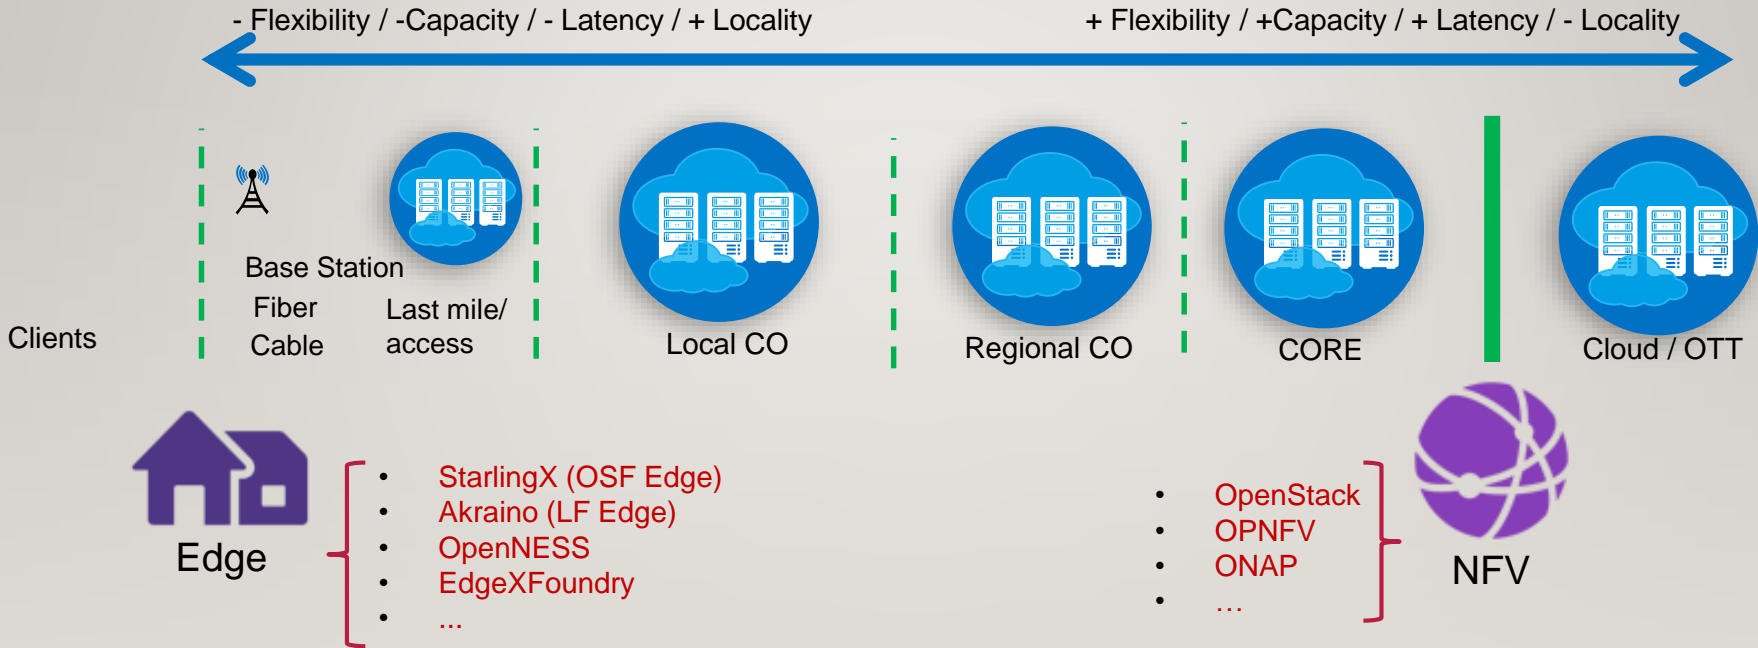 - Flexibility / -Capacity / - Latency / + Locality
+ Flexibility / +Capacity / + Latency / - Locality
Clients
Base Station
Fiber
Cable
Last mile/
access
Local CO
Regional CO
CORE
Cloud / OTT
Edge
• StarlingX (OSF Edge)
• Akraino (LF Edge)
• OpenNESS
• EdgeXFoundry
• ...
• OpenStack
• OPNFV
• ONAP
• …
NFV